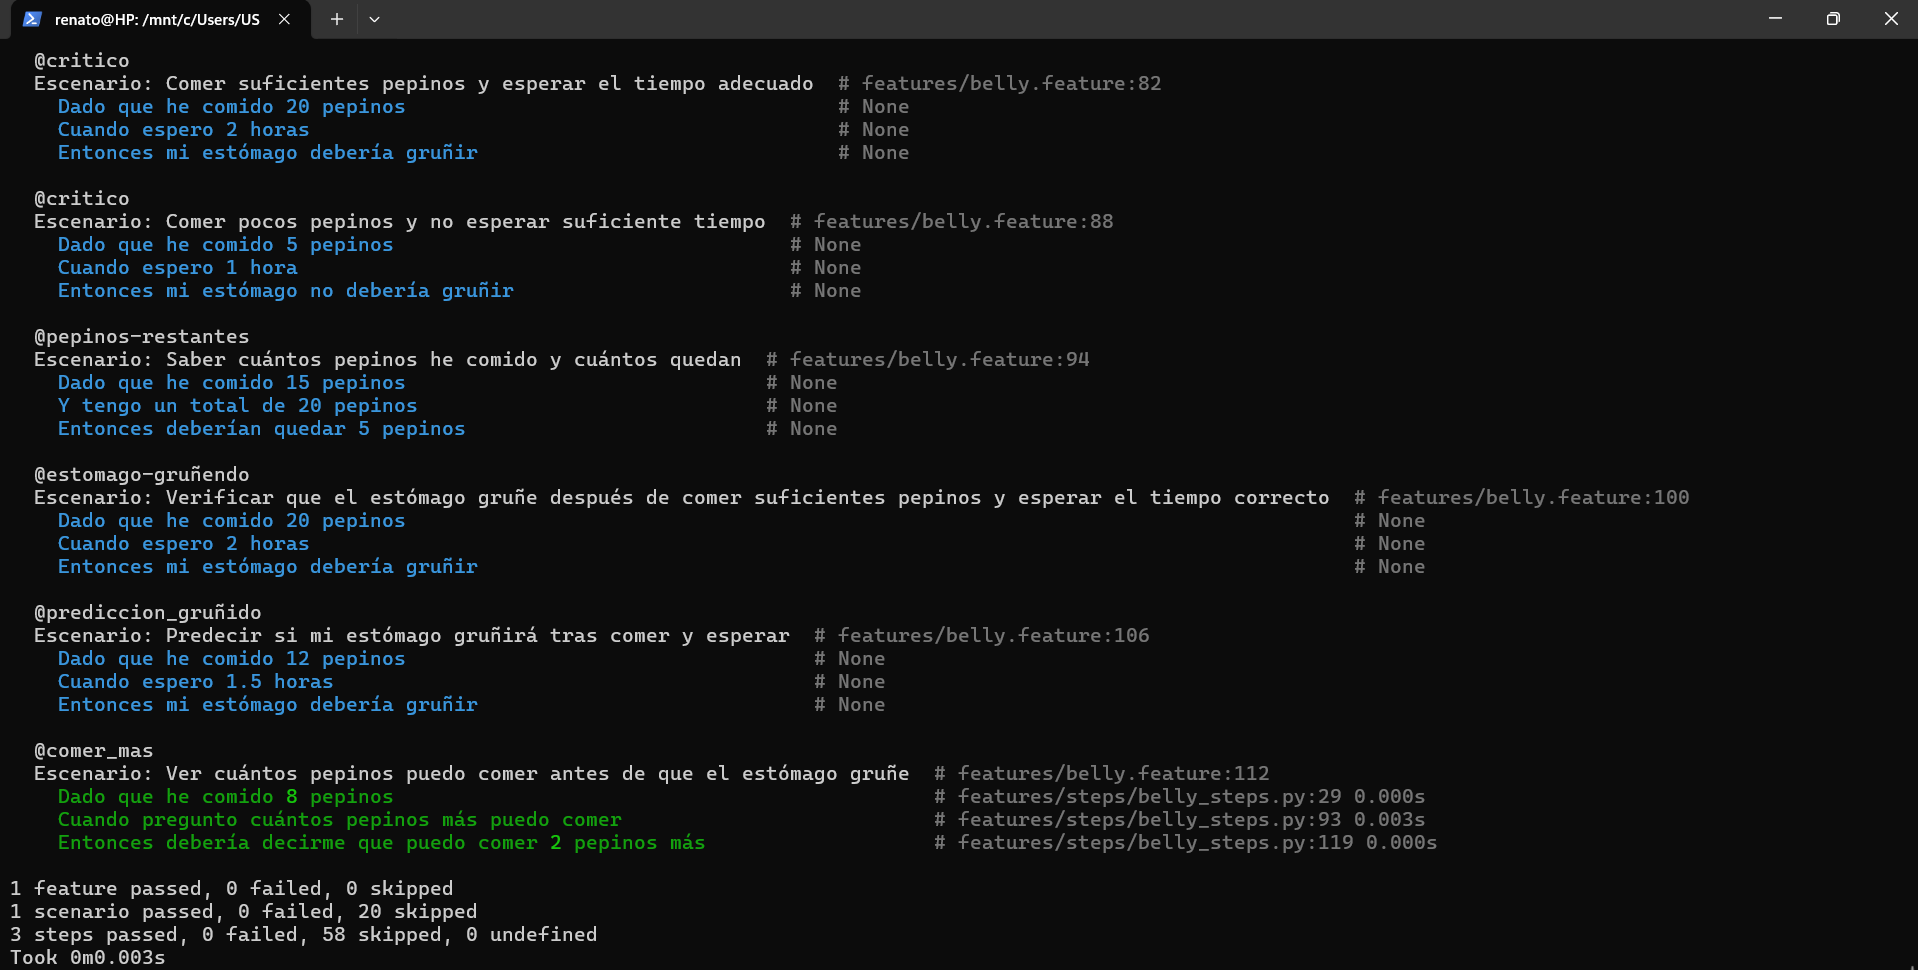 renato@HP: /mnt/c/Users/US
@critico
Escenario: Comer suficientes pepinos y esperar el tiempo adecuado # features/belly.feature:82
Dado que he comido 20 pepinos # None
Cuando espero 2 horas # None
Entonces mi estómago debería gruñir # None
@critico
Escenario: Comer pocos pepinos y no esperar suficiente tiempo # features/belly.feature:88
Dado que he comido 5 pepinos # None
Cuando espero 1 hora # None
Entonces mi estómago no debería gruñir # None
@pepinos-restantes
Escenario: Saber cuántos pepinos he comido y cuántos quedan # features/belly.feature:94
Dado que he comido 15 pepinos # None
Y tengo un total de 20 pepinos # None
Entonces deberían quedar 5 pepinos # None
@estomago-gruñendo
Escenario: Verificar que el estómago gruñe después de comer suficientes pepinos y esperar el tiempo correcto # features/belly.feature:100
Dado que he comido 20 pepinos # None
Cuando espero 2 horas # None
Entonces mi estómago debería gruñir # None
@prediccion_gruñido
Escenario: Predecir si mi estómago gruñirá tras comer y esperar # features/belly.feature:106
Dado que he comido 12 pepinos # None
Cuando espero 1.5 horas # None
Entonces mi estómago debería gruñir # None
@comer_mas
Escenario: Ver cuántos pepinos puedo comer antes de que el estómago gruñe # features/belly.feature:112
Dado que he comido 8 pepinos # features/steps/belly_steps.py:29 0.000s
Cuando pregunto cuántos pepinos más puedo comer # features/steps/belly_steps.py:93 0.003s
Entonces debería decirme que puedo comer 2 pepinos más # features/steps/belly_steps.py:119 0.000s
1 feature passed, 0 failed, 0 skipped
1 scenario passed, 0 failed, 20 skipped
3 steps passed, 0 failed, 58 skipped, 0 undefined
Took 0m0.003s